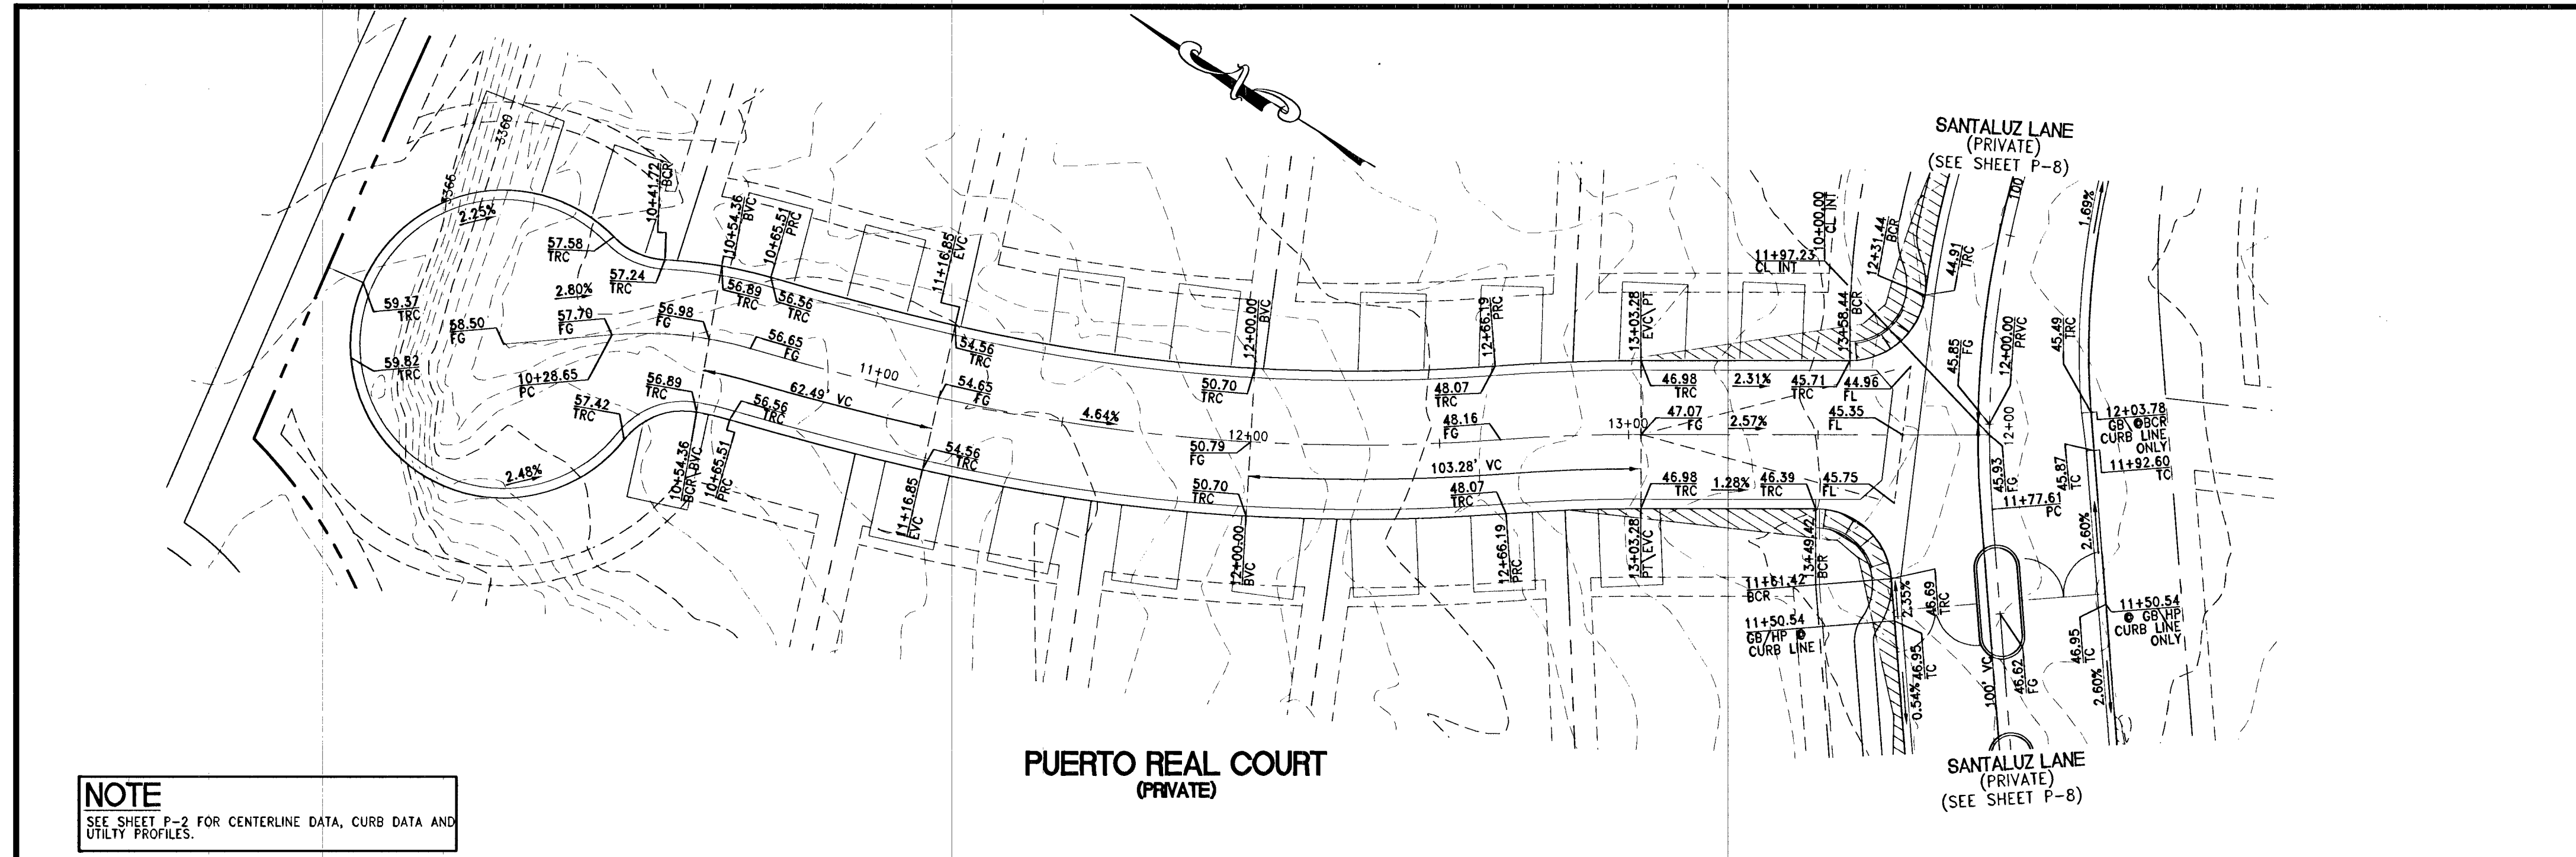 SANTALUZ LANE
(PRIVATE)
(SEE SHEET P-8)
3360
3365
2.25%
10+41.72
BCR
10+54.36
BVC
10+65.51
PRC
11+16.85
EVC
12+00.00
BVC
12+66.19
PRC
13+03.28
EVC\PT
11+97.23
CL INT
10+00.00
CL INT
13+58.44
BCR
12+31.44
BCR
44.91
TRC
100
1.69%
57.58
TRC
57.24
TRC
2.80%
59.37
TRC
58.50
FG
57.70
FG
56.98
FG
56.89
TRC
56.56
TRC
56.65
FG
54.56
TRC
59.82
TRC
10+28.65
PC
57.42
TRC
56.89
TRC
56.56
TRC
62.49' VC
11+00
54.65
FG
4.64%
50.70
TRC
12+00
50.79
FG
48.07
TRC
48.16
FG
13+00
46.98
TRC
2.31%
45.71
TRC
44.96
FL
47.07
FG
2.57%
45.35
FL
45.85
FG
12+00.00
PRVC
45.49
TRC
12+03.78
GB\@BCR
CURB LINE
ONLY
11+92.60
TC
12+00
45.93
FG
45.87
TC
11+77.61
PC
2.60%
2.48%
10+54.36
BCR-BVC
10+65.51
PRC
54.56
TRC
11+16.85
EVC
103.28' VC
50.70
TRC
48.07
TRC
46.98
TRC
1.28%
46.39
TRC
45.75
FL
12+00.00
BVC
12+66.19
PRC
13+03.28
PT\EVC
13+49.42
BCR
11+61.42
BCR
11+50.54
GB/HP @
CURB LINE
2.35%
46.69
TRC
46.95
TC
0.54%
100' VC
46.62
FG
46.95
TC
2.60%
11+50.54
@ GB\HP
CURB LINE
ONLY
SANTALUZ LANE
(PRIVATE)
(SEE SHEET P-8)
PUERTO REAL COURT
(PRIVATE)
NOTE
SEE SHEET P-2 FOR CENTERLINE DATA, CURB DATA AND
UTILTY PROFILES.